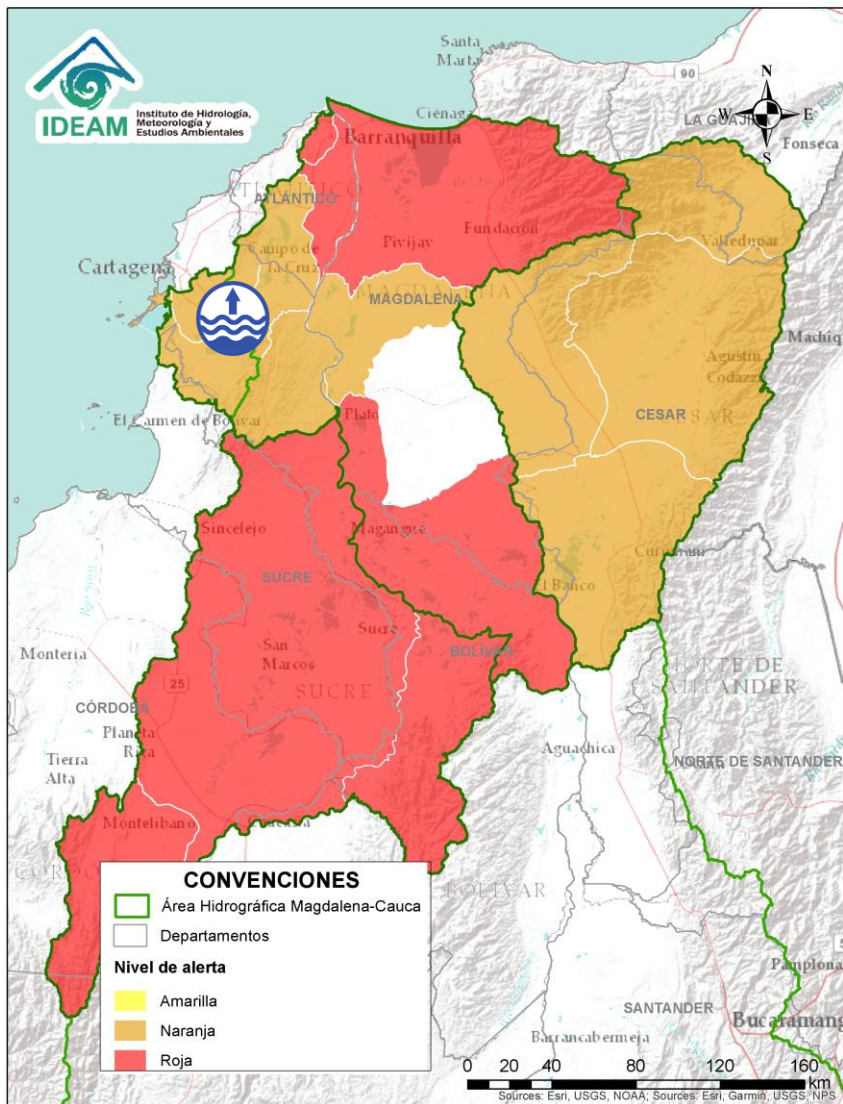 IDEAM
Instituto de Hidrología,
Meteorología y
Estudios Ambientales
Santa
Marta
90
N
W
E
S
LA GUAJIRA
Ciénaga
Fonseca
Barranquilla
ATLÁNTICO
Fundación
Pivijay
Valledupar
Cartagena
Campo de
la Cruz
MAGDALENA
Agustín
Codazzi
El Carmen de Bolívar
Plato
CESAR
Sincelejo
Magangué
SUCRE
El Banco
Sucre
San
Marcos
BOLÍVAR
Montería
25
SUCRE
NORTE DE
SANTANDER
CÓRDOBA
Planeta
Rica
Tierra
Alta
Aguachica
NORTE DE SANTANDER
Montelíbano
BOLÍVAR
CONVENCIONES
Área Hidrográfica Magdalena-Cauca
Departamentos
Nivel de alerta
Amarilla
Naranja
Roja
Pamplona
SANTANDER
Barrancabermeja
0 20 40 80 120 160
km
Sources: Esri, USGS, NOAA; Sources: Esri, Garmin, USGS, NPS